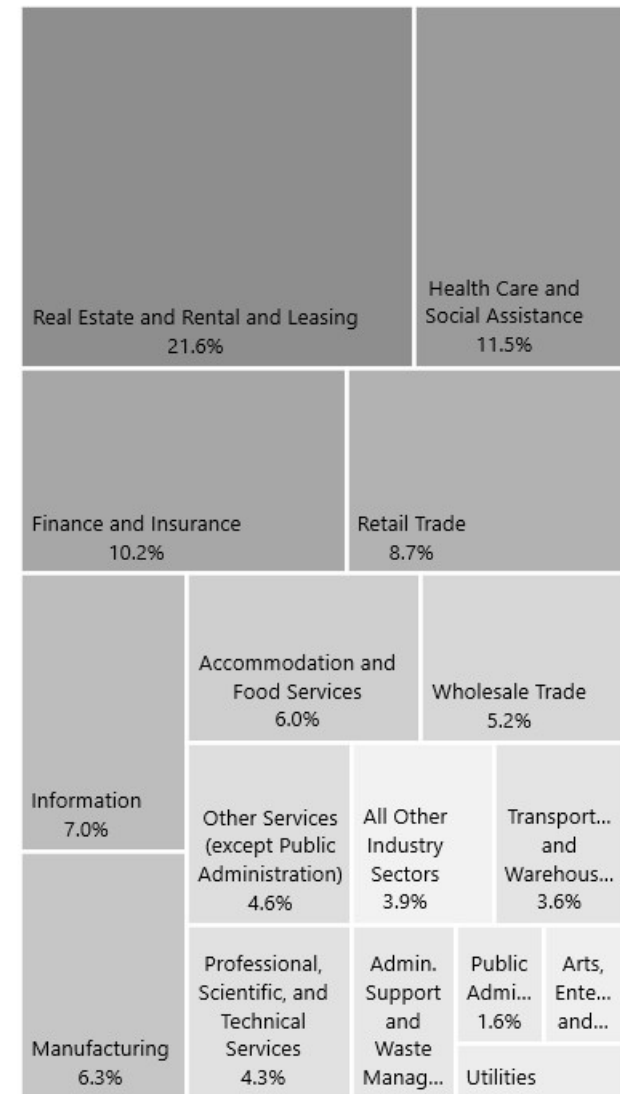 Real Estate and Rental and Leasing
21.6%
Health Care and
Social Assistance
11.5%
Finance and Insurance
10.2%
Retail Trade
8.7%
Information
7.0%
Accommodation and
Food Services
6.0%
Wholesale Trade
5.2%
Other Services
(except Public
Administration)
4.6%
All Other
Industry
Sectors
3.9%
Transport...
and
Warehous...
3.6%
Manufacturing
6.3%
Professional,
Scientific, and
Technical
Services
4.3%
Admin.
Support
and
Waste
Manag...
Public
Admi...
1.6%
Arts,
Ente...
and...
Utilities